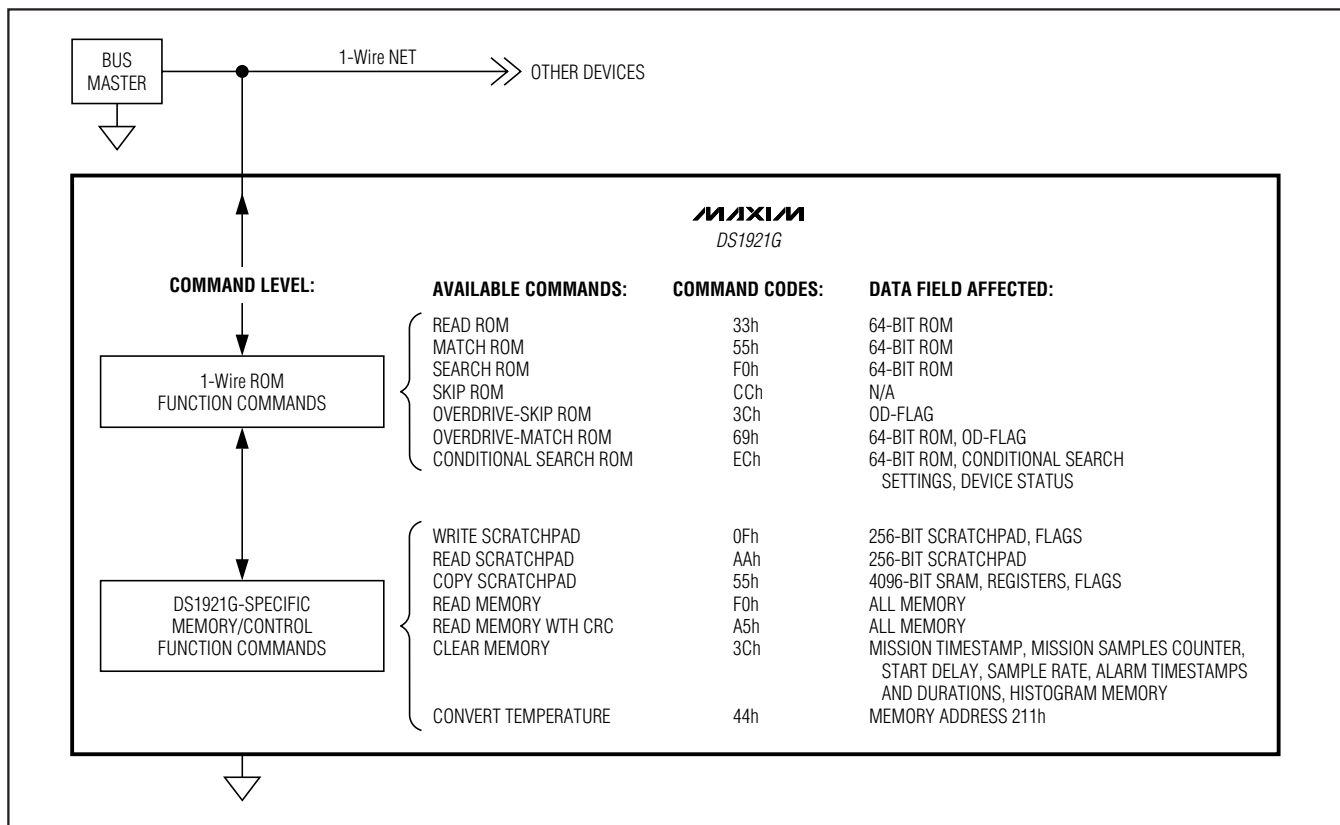 BUS
MASTER
1-Wire NET
OTHER DEVICES
MAXIM
DS1921G
COMMAND LEVEL: AVAILABLE COMMANDS: COMMAND CODES: DATA FIELD AFFECTED:
1-Wire ROM
FUNCTION COMMANDS
READ ROM 33h 64-BIT ROM
MATCH ROM 55h 64-BIT ROM
SEARCH ROM F0h 64-BIT ROM
SKIP ROM CCh N/A
OVERDRIVE-SKIP ROM 3Ch OD-FLAG
OVERDRIVE-MATCH ROM 69h 64-BIT ROM, OD-FLAG
CONDITIONAL SEARCH ROM ECh 64-BIT ROM, CONDITIONAL SEARCH
SETTINGS, DEVICE STATUS
DS1921G-SPECIFIC
MEMORY/CONTROL
FUNCTION COMMANDS
WRITE SCRATCHPAD 0Fh 256-BIT SCRATCHPAD, FLAGS
READ SCRATCHPAD AAh 256-BIT SCRATCHPAD
COPY SCRATCHPAD 55h 4096-BIT SRAM, REGISTERS, FLAGS
READ MEMORY F0h ALL MEMORY
READ MEMORY WTH CRC A5h ALL MEMORY
CLEAR MEMORY 3Ch MISSION TIMESTAMP, MISSION SAMPLES COUNTER,
START DELAY, SAMPLE RATE, ALARM TIMESTAMPS
AND DURATIONS, HISTOGRAM MEMORY
CONVERT TEMPERATURE 44h MEMORY ADDRESS 211h